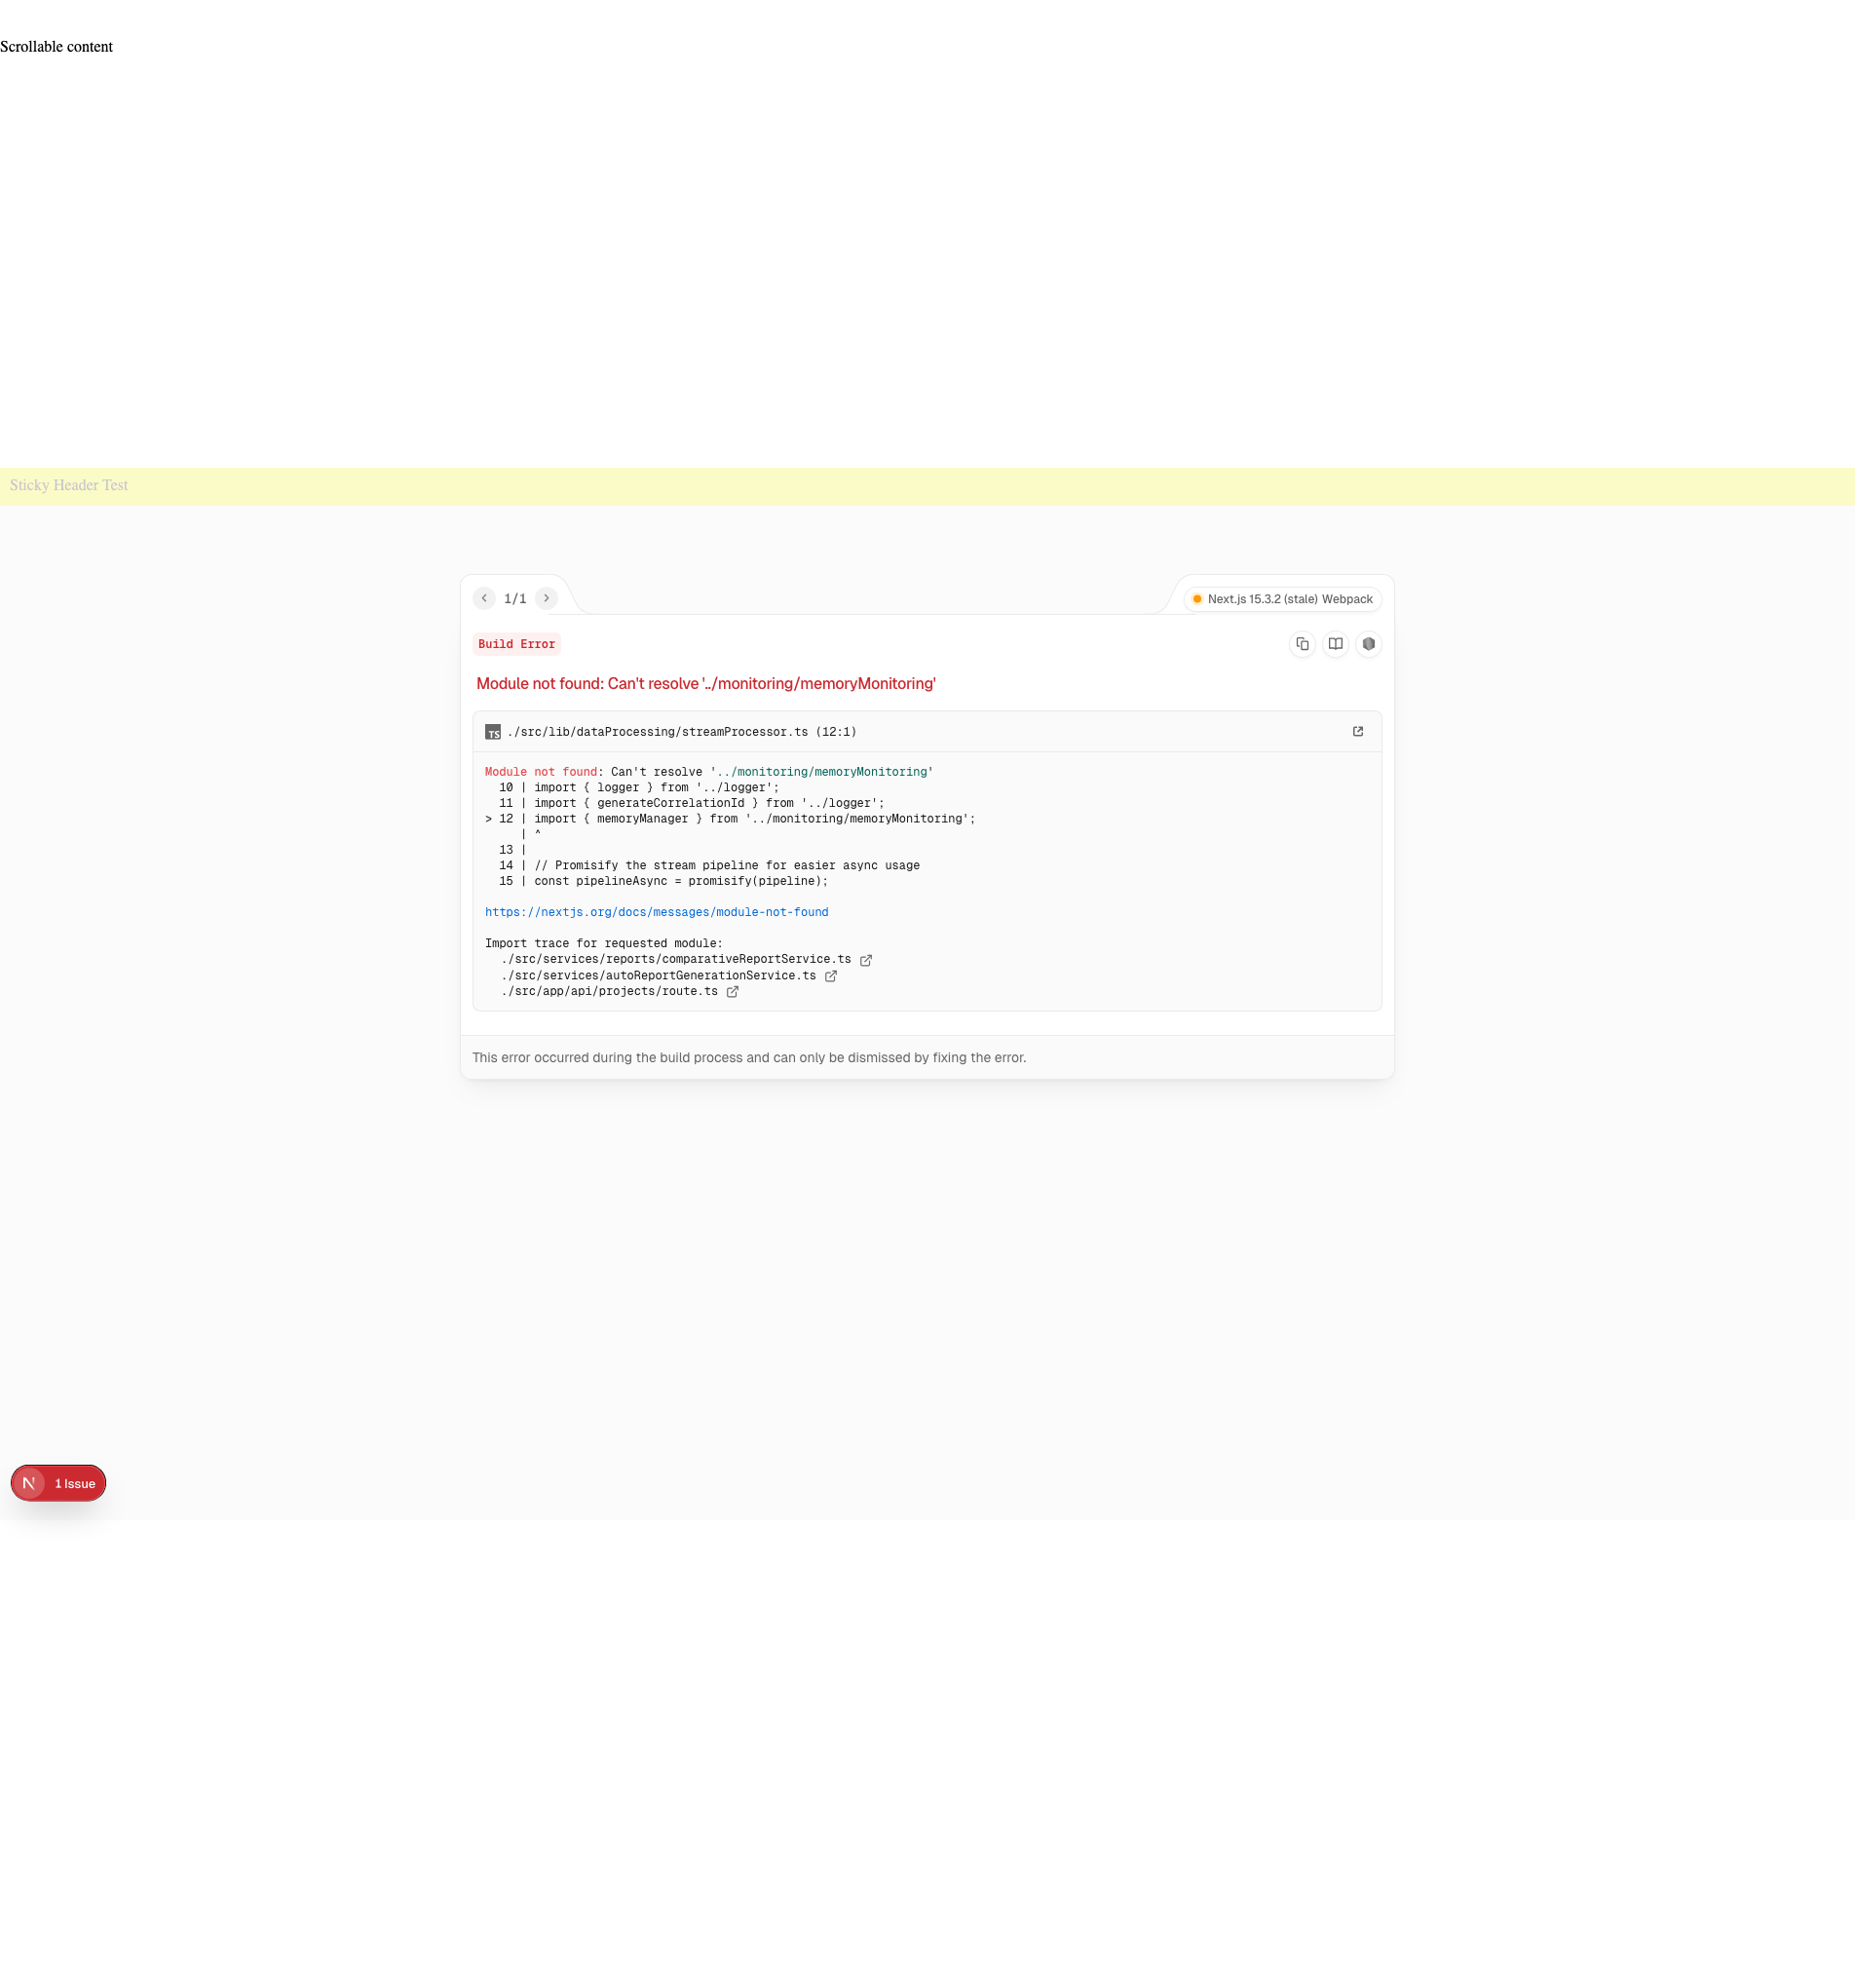 Scrollable content
Sticky Header Test
1/1
Next.js 15.3.2 (stale) Webpack
Build Error
Module not found: Can't resolve '../monitoring/memoryMonitoring'
TS ./src/lib/dataProcessing/streamProcessor.ts (12:1)
Module not found: Can't resolve '../monitoring/memoryMonitoring'
  10 | import { logger } from '../logger';
  11 | import { generateCorrelationId } from '../logger';
> 12 | import { memoryManager } from '../monitoring/memoryMonitoring';
     | ^
  13 |
  14 | // Promisify the stream pipeline for easier async usage
  15 | const pipelineAsync = promisify(pipeline);
https://nextjs.org/docs/messages/module-not-found
Import trace for requested module:
./src/services/reports/comparativeReportService.ts
./src/services/autoReportGenerationService.ts
./src/app/api/projects/route.ts
This error occurred during the build process and can only be dismissed by fixing the error.
N 1 Issue